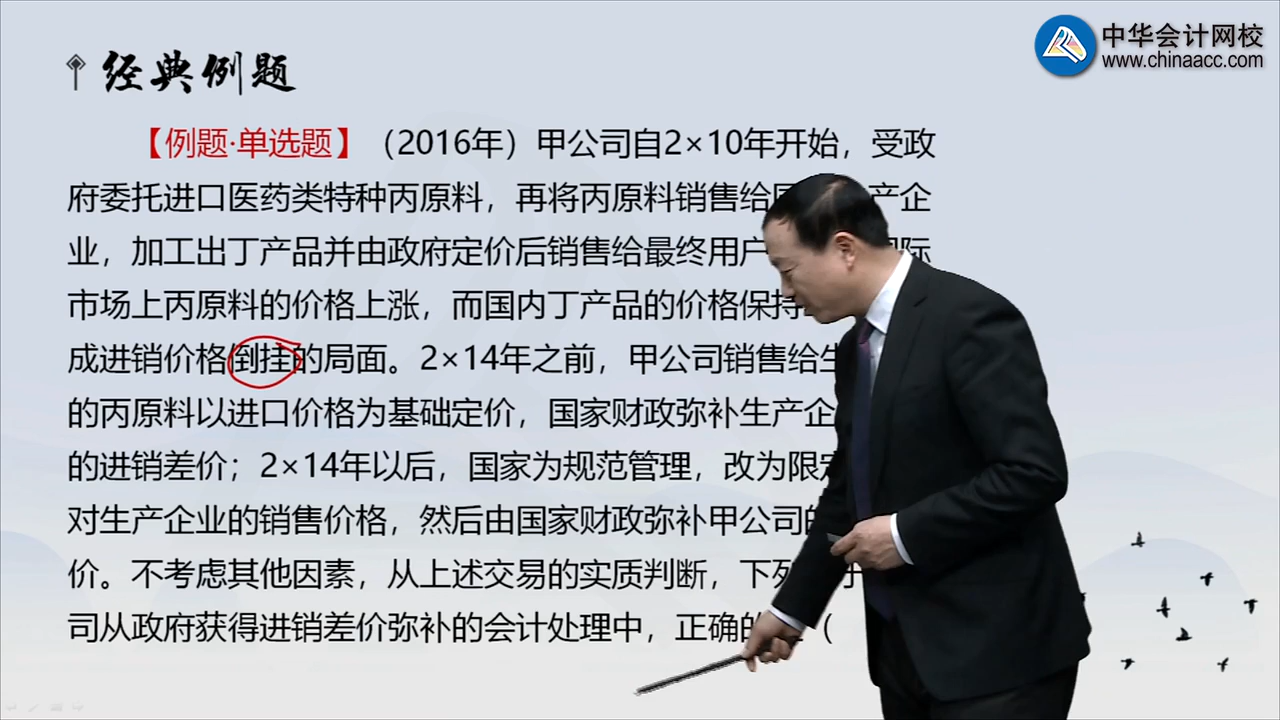 中华会计网校
www.chinaacc.com
经典例题
【例题·单选题】（2016年）甲公司自2×10年开始，受政
府委托进口医药类特种丙原料，再将丙原料销售给国 产企
业，加工出丁产品并由政府定价后销售给最终用户 国际
市场上丙原料的价格上涨，而国内丁产品的价格保持
成进销价格倒挂的局面。2×14年之前，甲公司销售给生
的丙原料以进口价格为基础定价，国家财政弥补生产企
的进销差价；2×14年以后，国家为规范管理，改为限定
对生产企业的销售价格，然后由国家财政弥补甲公司的
价。不考虑其他因素，从上述交易的实质判断，下列 于
司从政府获得进销差价弥补的会计处理中，正确的是（